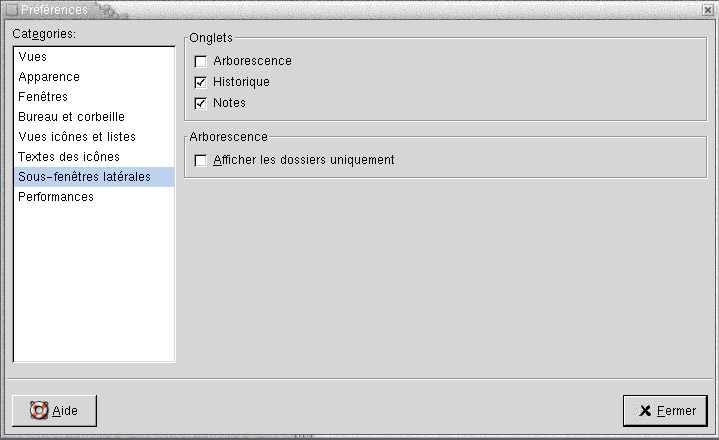 Préférences
Catégories:
Vues
Apparence
Fenêtres
Bureau et corbeille
Vues icônes et listes
Textes des icônes
Sous-fenêtres latérales
Performances
Onglets
Arborescence
Historique
Notes
Arborescence
Afficher les dossiers uniquement
Aide
Fermer